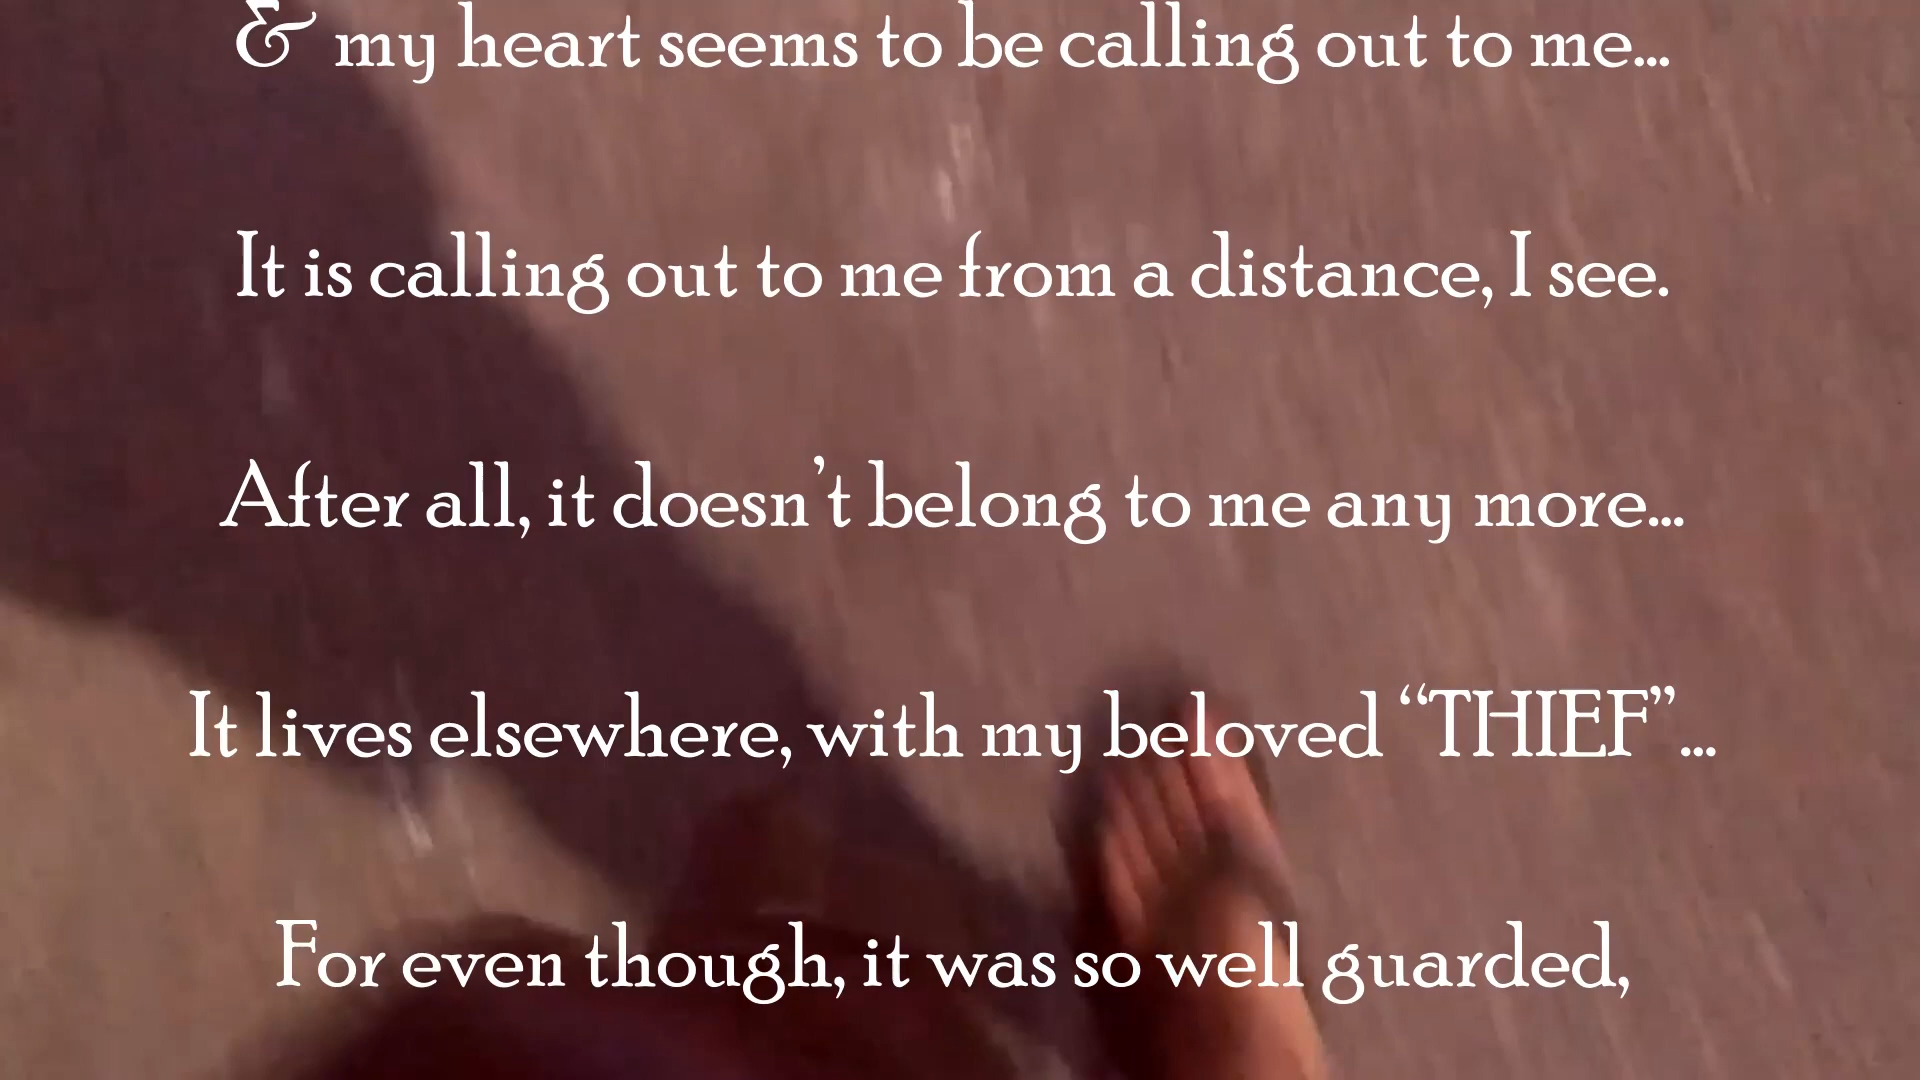 & my heart seems to be calling out to me...
It is calling out to me from a distance, I see.
After all, it doesn't belong to me any more...
It lives elsewhere, with my beloved “THIEF”...
For even though, it was so well guarded,